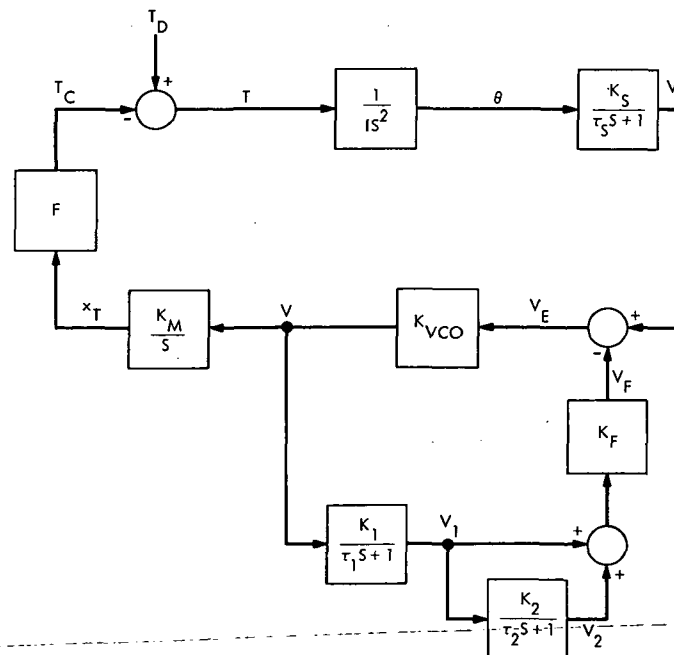 T_D
T_C
+
-
T
1
IS^2
θ
K_S
τ_S S + 1
V
F
x_T
K_M
S
V
K_VCO
V_E
+
-
V_F
K_F
K_1
τ_1 S + 1
V_1
+
+
K_2
τ_2 S + 1
V_2